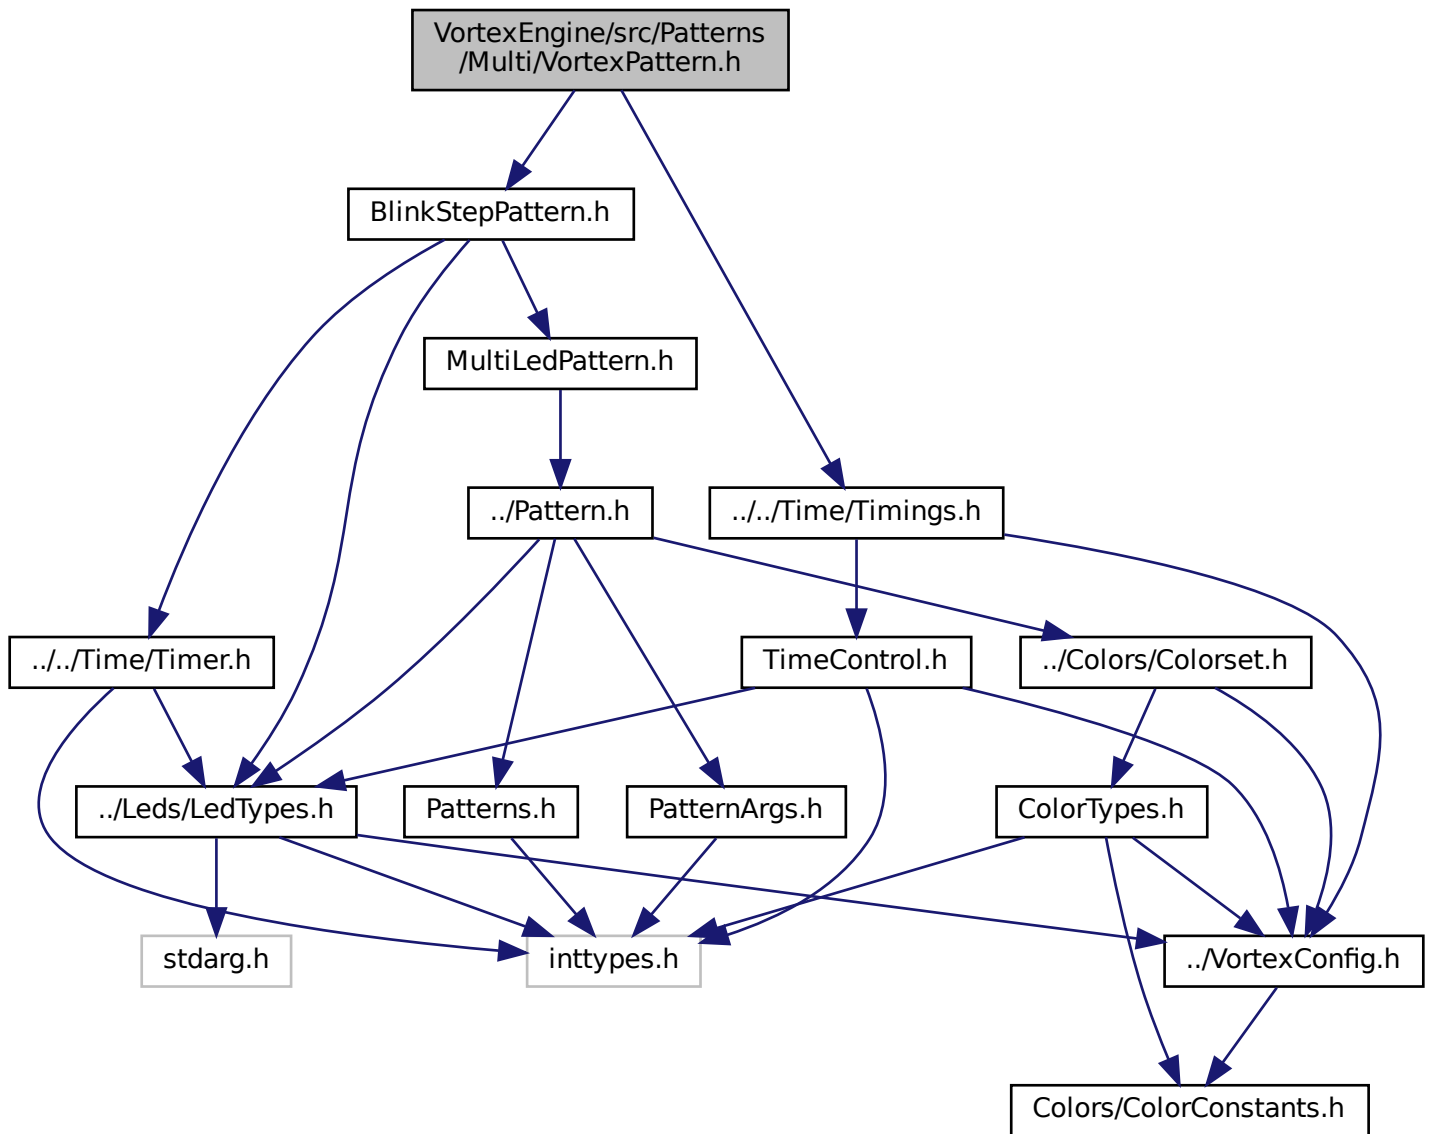 VortexEngine/src/Patterns
/Multi/VortexPattern.h
BlinkStepPattern.h
MultiLedPattern.h
../Pattern.h
../../Time/Timings.h
../../Time/Timer.h
TimeControl.h
../Colors/Colorset.h
../Leds/LedTypes.h
Patterns.h
PatternArgs.h
ColorTypes.h
stdarg.h
inttypes.h
../VortexConfig.h
Colors/ColorConstants.h